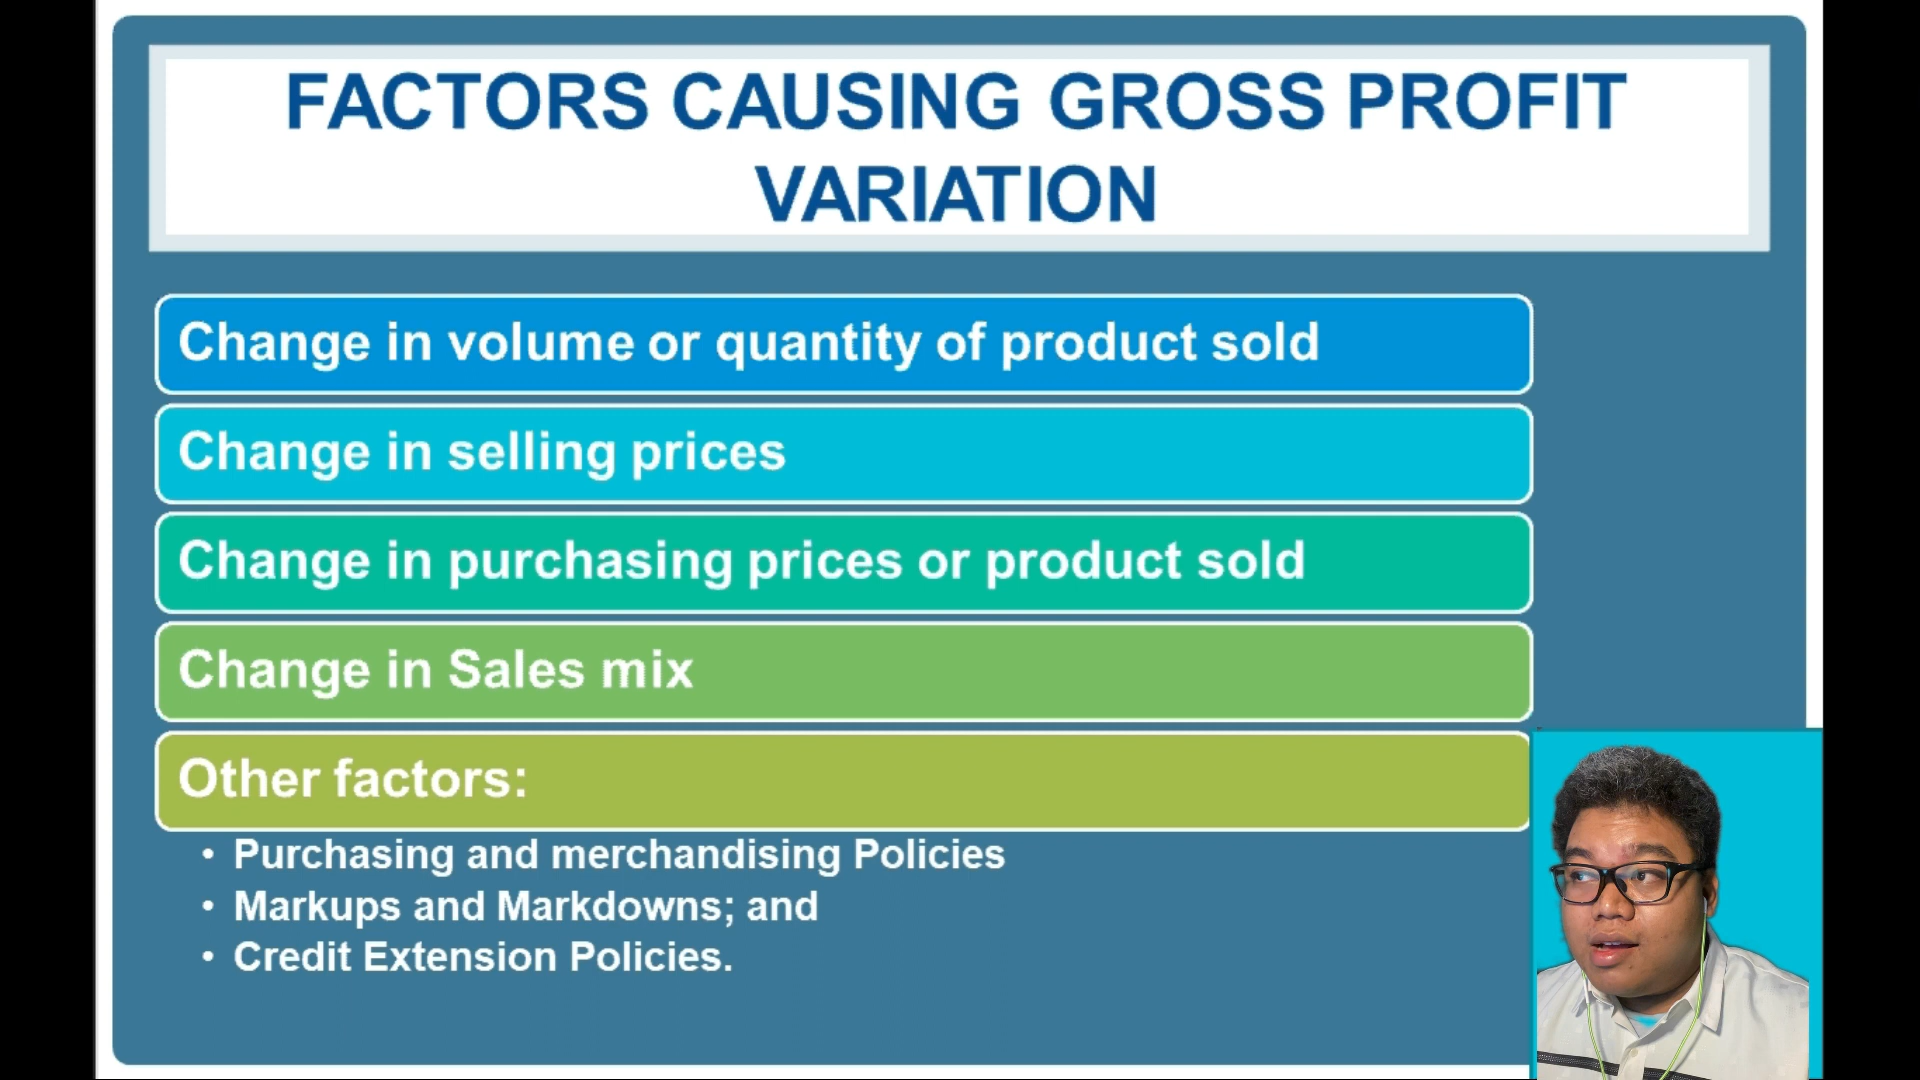 FACTORS CAUSING GROSS PROFIT
VARIATION
Change in volume or quantity of product sold
Change in selling prices
Change in purchasing prices or product sold
Change in Sales mix
Other factors:
• Purchasing and merchandising Policies
• Markups and Markdowns; and
• Credit Extension Policies.